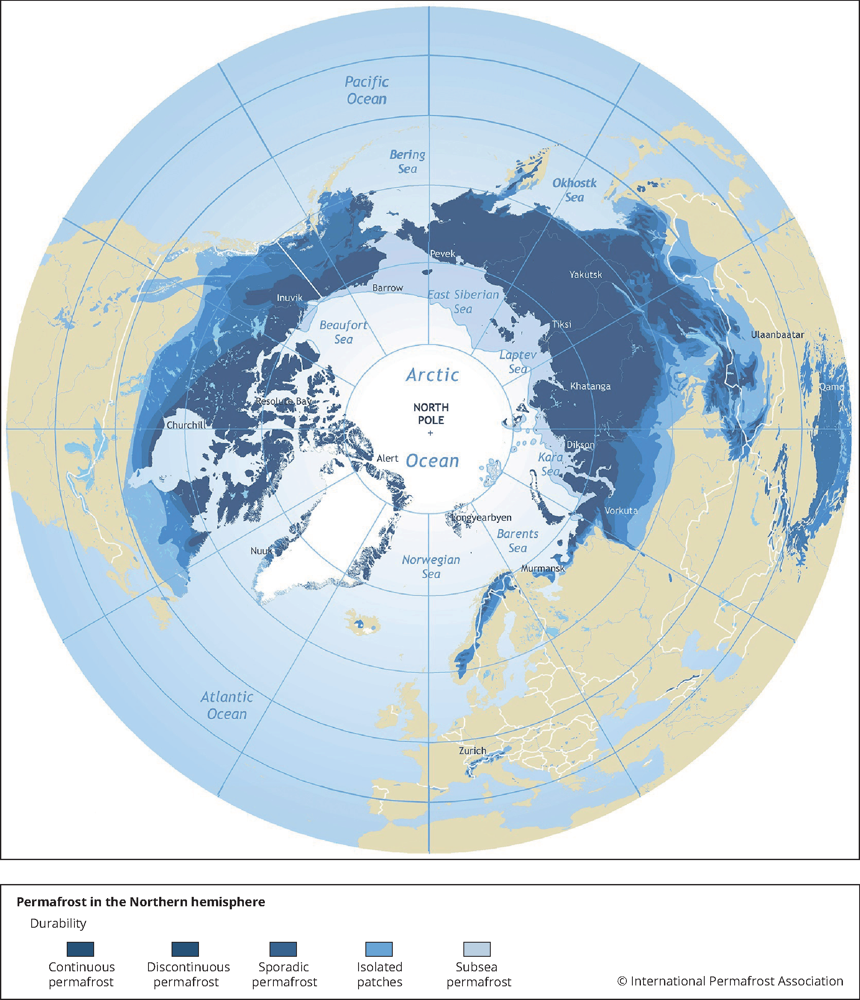 Pacific
Ocean
Bering
Sea
Okhostk
Sea
Pevek
Yakutsk
Barrow
Inuvik
East Siberian
Sea
Beaufort
Sea
Tiksi
Ulaanbaatar
Laptev
Sea
Arctic
Khatanga
Qamo
Resolute Bay
NORTH
POLE
+
Churchill
Dikson
Alert
Ocean
Kara
Sea
Vorkuta
Longyearbyen
Barents
Sea
Nuuk
Norwegian
Sea
Murmansk
Atlantic
Ocean
Zurich
Permafrost in the Northern hemisphere
Durability
Continuous
permafrost
Discontinuous
permafrost
Sporadic
permafrost
Isolated
patches
Subsea
permafrost
© International Permafrost Association